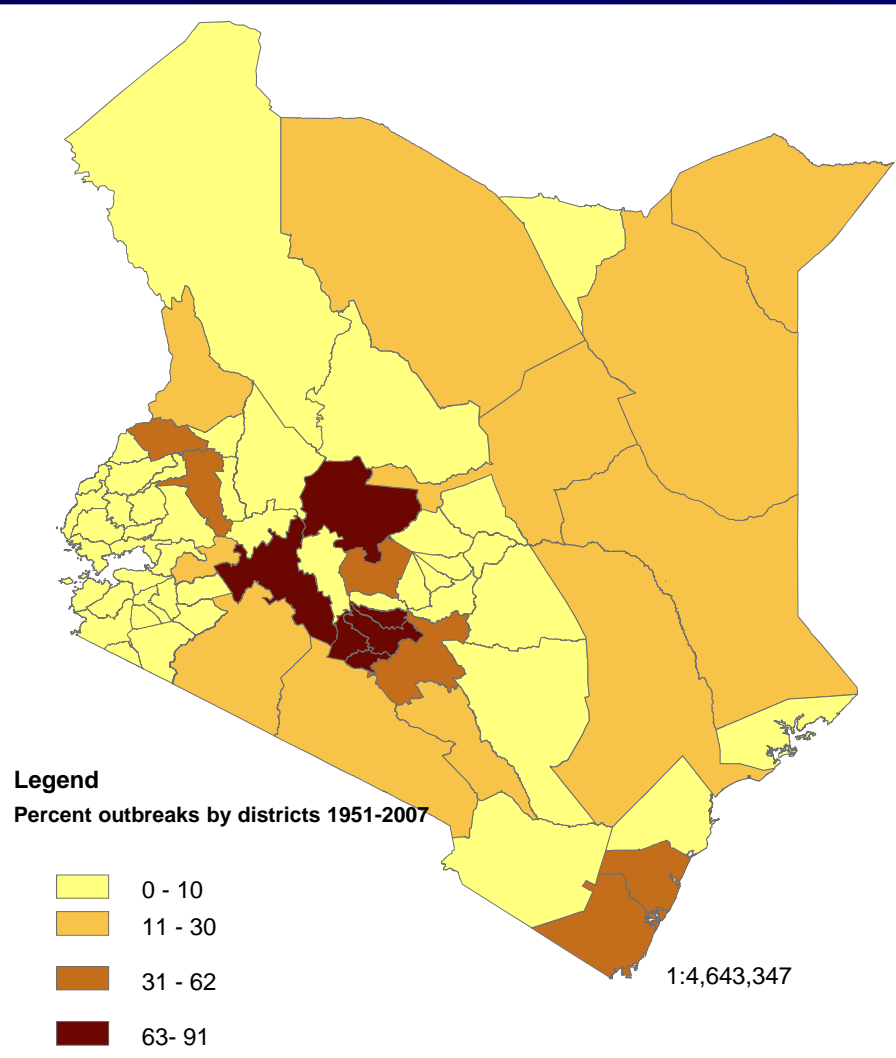 Legend
Percent outbreaks by districts 1951-2007
0 - 10
11 - 30
31 - 62
63- 91
1:4,643,347